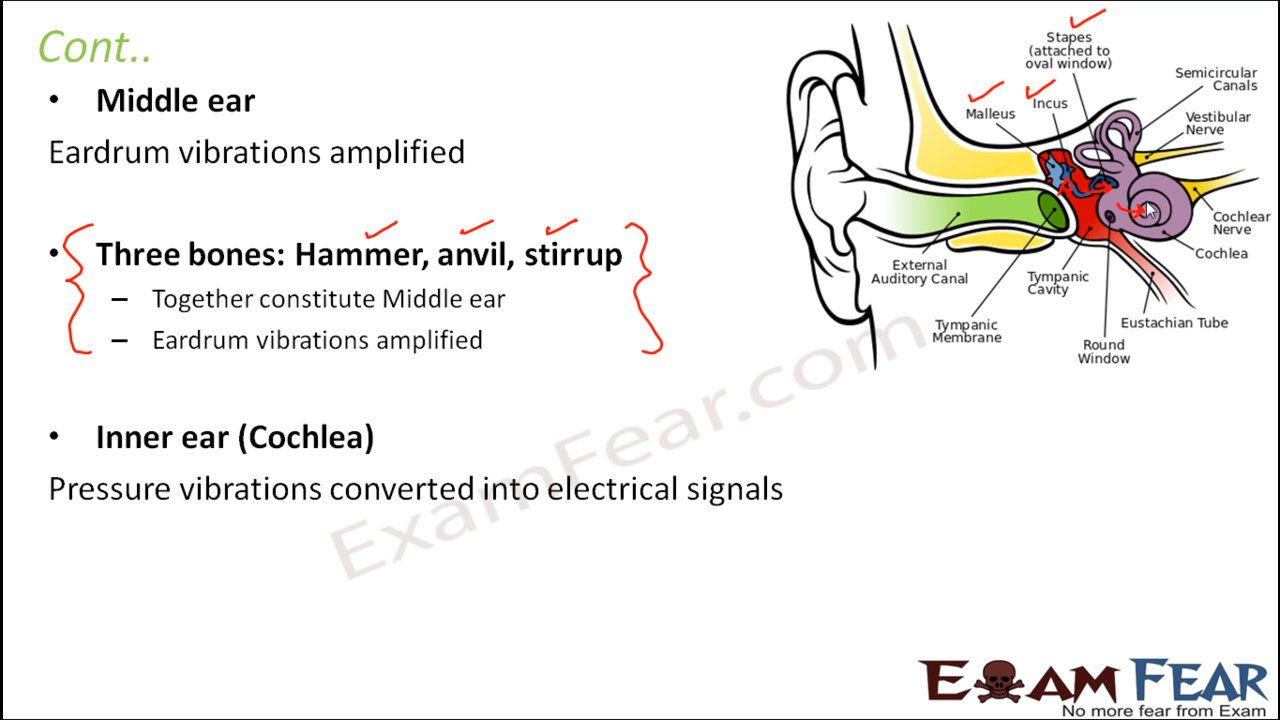 Cont..
• Middle ear
Eardrum vibrations amplified
• Three bones: Hammer, anvil, stirrup
– Together constitute Middle ear
– Eardrum vibrations amplified
• Inner ear (Cochlea)
Pressure vibrations converted into electrical signals
Stapes
(attached to
oval window)
Malleus
Incus
Semicircular
Canals
Vestibular
Nerve
Cochlear
Nerve
Cochlea
External
Auditory Canal
Tympanic
Cavity
Tympanic
Membrane
Eustachian Tube
Round
Window
ExamFear.com
EXAM FEAR
No more fear from Exam